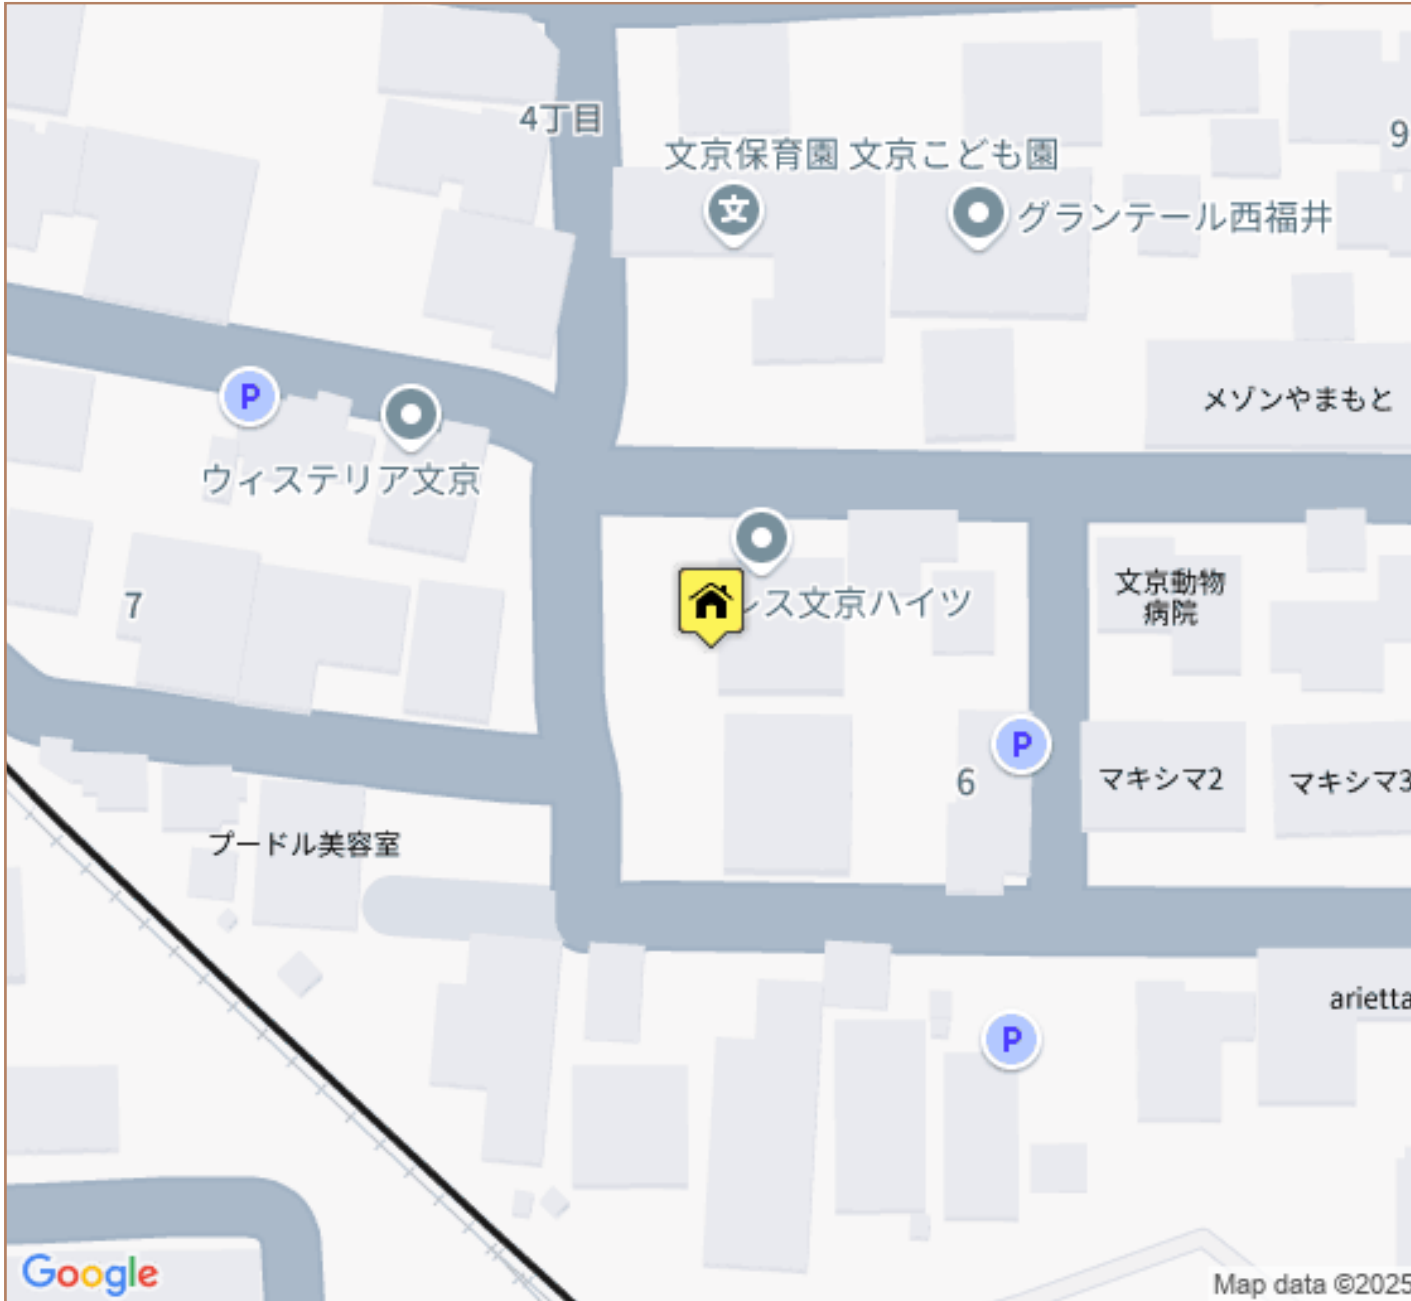 4丁目
9
文京保育園 文京こども園
文
グランテール西福井
P
メゾンやまもと
ウィステリア文京
7
レス文京ハイツ
文京動物
病院
P
6
マキシマ2
マキシマ3
プードル美容室
arietta
P
Google
Map data ©2025